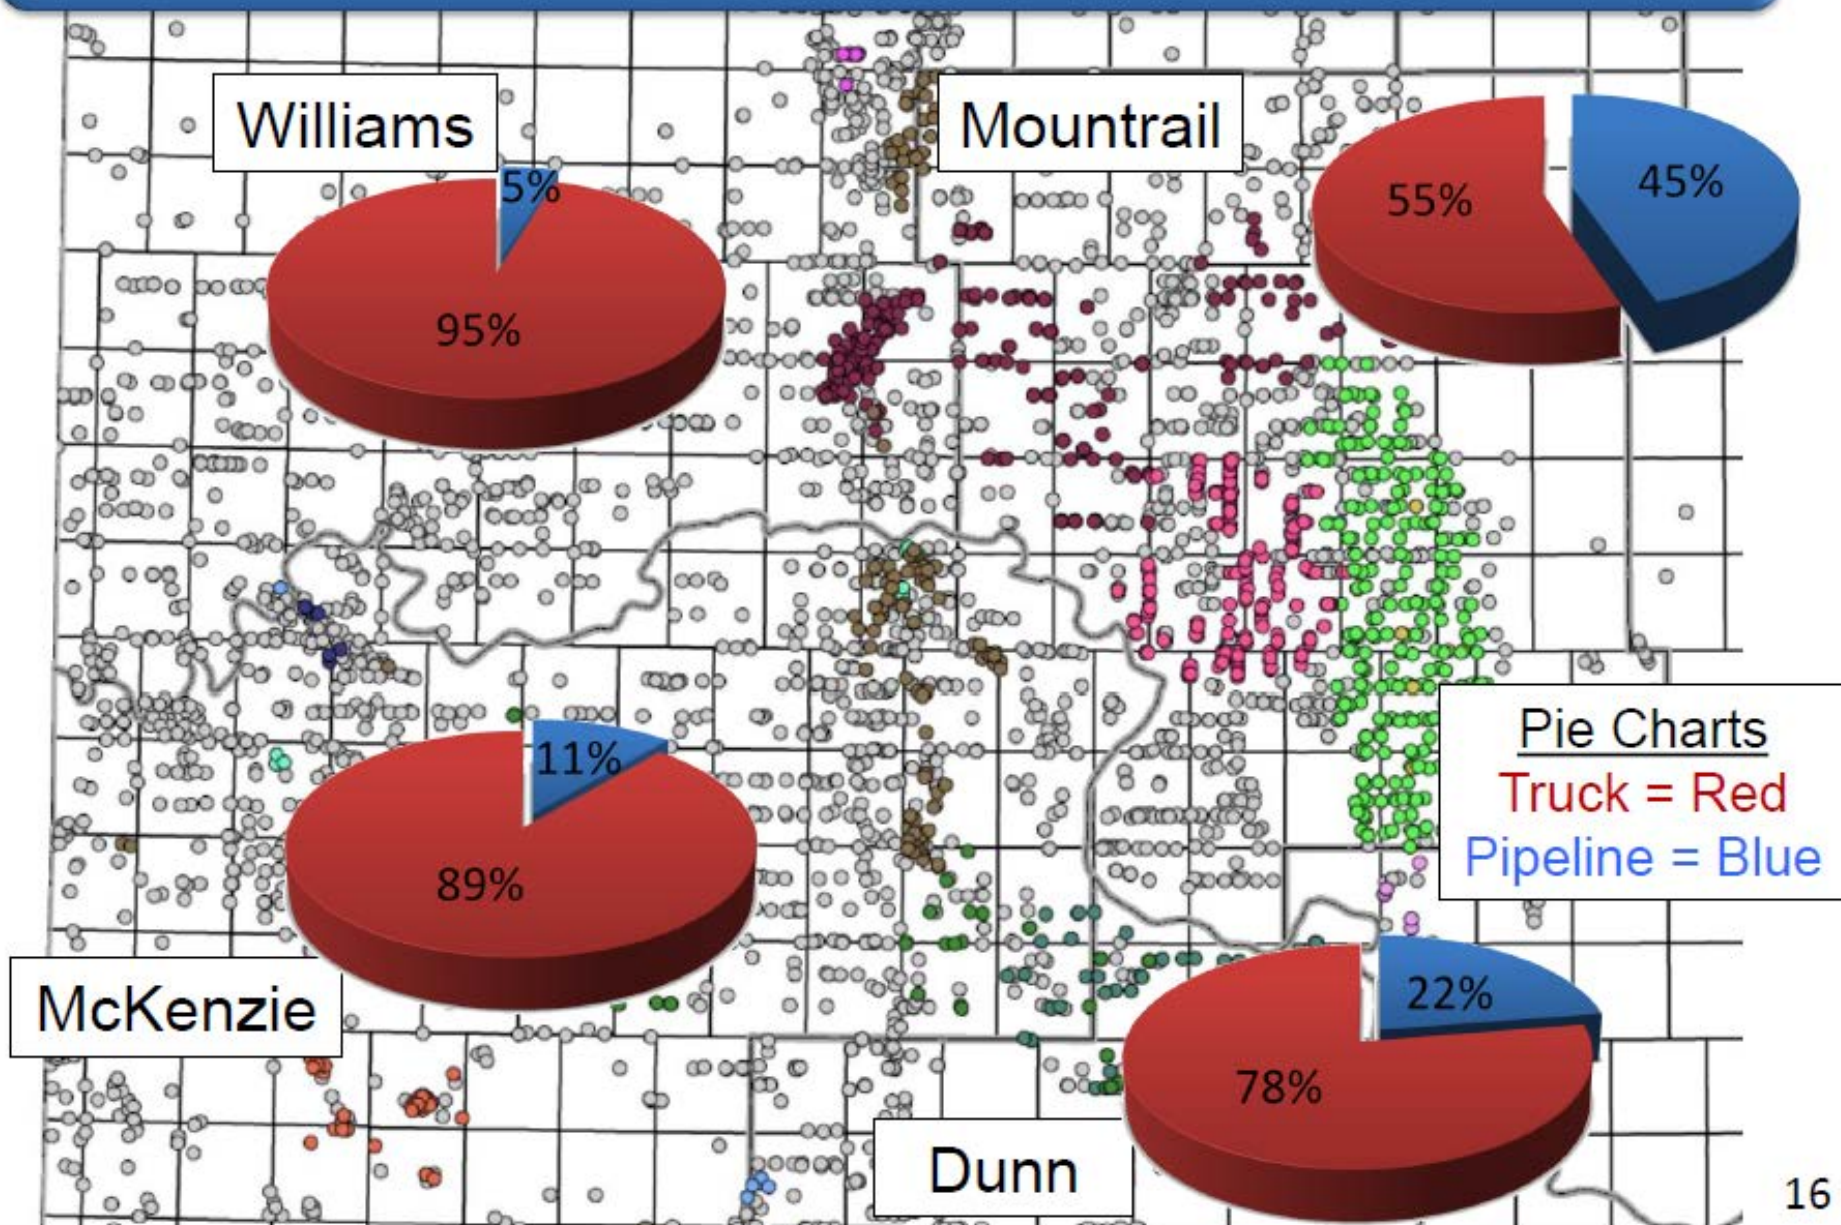 Williams
5%
95%
Mountrail
55%
45%
McKenzie
11%
89%
Pie Charts
Truck = Red
Pipeline = Blue
Dunn
22%
78%
16